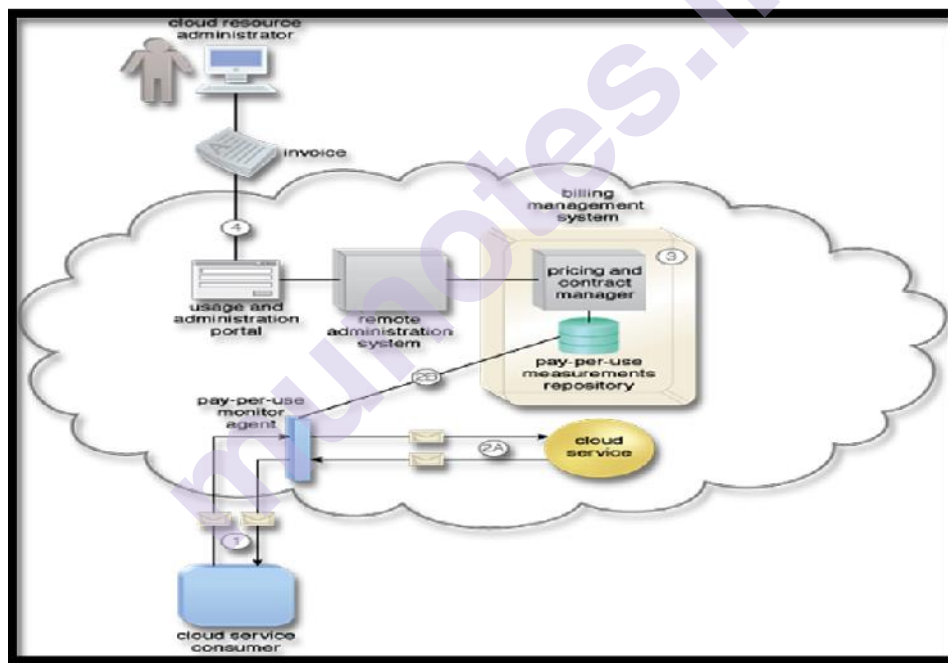 cloud resource
administrator
invoice
billing
management
system
4
3
pricing and
contract
manager
usage and
administration
portal
remote
administration
system
pay-per-use
measurements
repository
2B
pay-per-use
monitor
agent
2A
cloud
service
1
cloud service
consumer
munotes.in